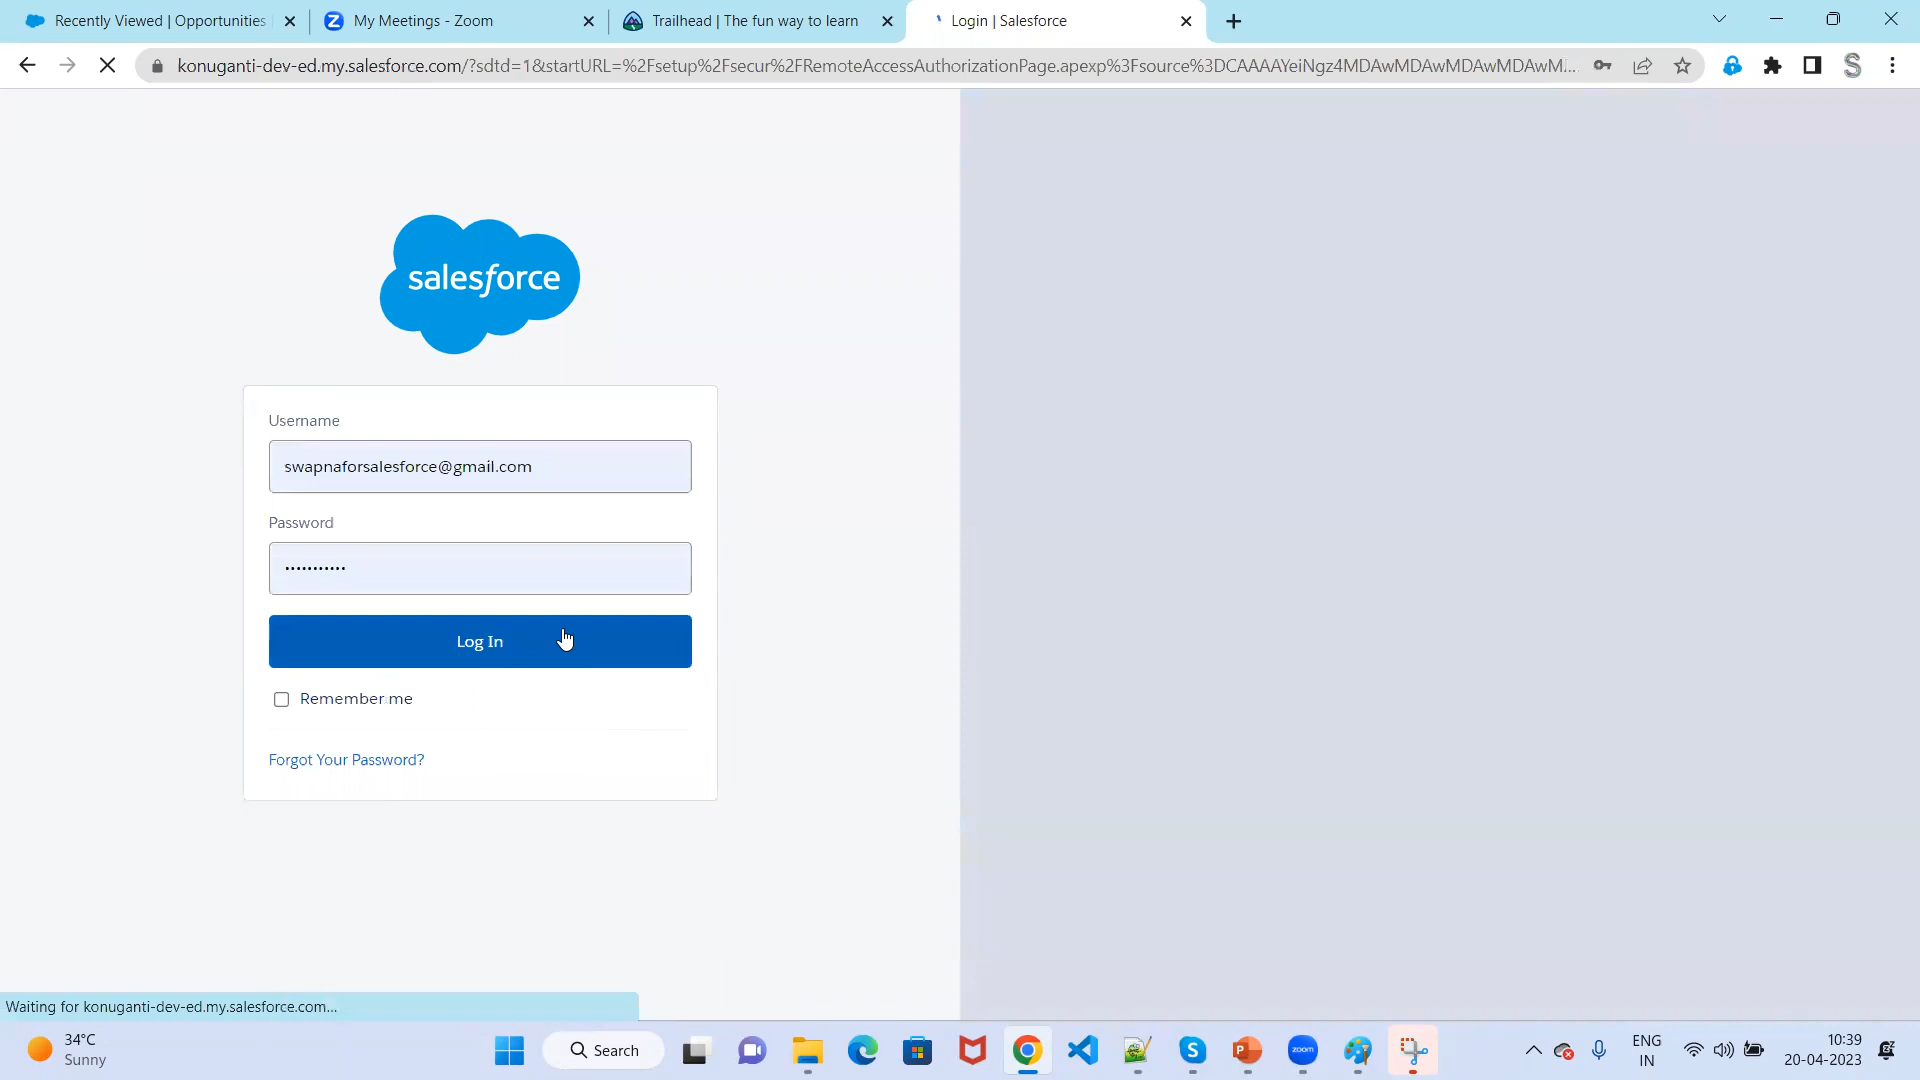 Recently Viewed | Opportunities
My Meetings - Zoom
Trailhead | The fun way to learn
Login | Salesforce
konuganti-dev-ed.my.salesforce.com/?sdtd=1&startURL=%2Fsetup%2Fsecur%2FRemoteAccessAuthorizationPage.apexp%3Fsource%3DCAAAAYeiNgz4MDAwMDAwMDAwMDAwM...
salesforce
Username
swapnaforsalesforce@gmail.com
Password
Log In
Remember me
Forgot Your Password?
Waiting for konuganti-dev-ed.my.salesforce.com...
34°C
Sunny
Search
zoom
ENG
IN
10:39
20-04-2023